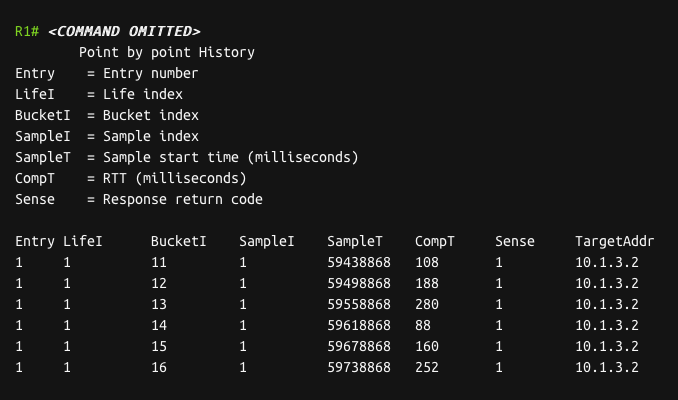 R1# <COMMAND OMITTED>
Point by point History
Entry = Entry number
LifeI = Life index
BucketI = Bucket index
SampleI = Sample index
SampleT = Sample start time (milliseconds)
CompT = RTT (milliseconds)
Sense = Response return code
Entry LifeI BucketI SampleI SampleT CompT Sense TargetAddr
1 1 11 1 59438868 108 1 10.1.3.2
1 1 12 1 59498868 188 1 10.1.3.2
1 1 13 1 59558868 280 1 10.1.3.2
1 1 14 1 59618868 88 1 10.1.3.2
1 1 15 1 59678868 160 1 10.1.3.2
1 1 16 1 59738868 252 1 10.1.3.2